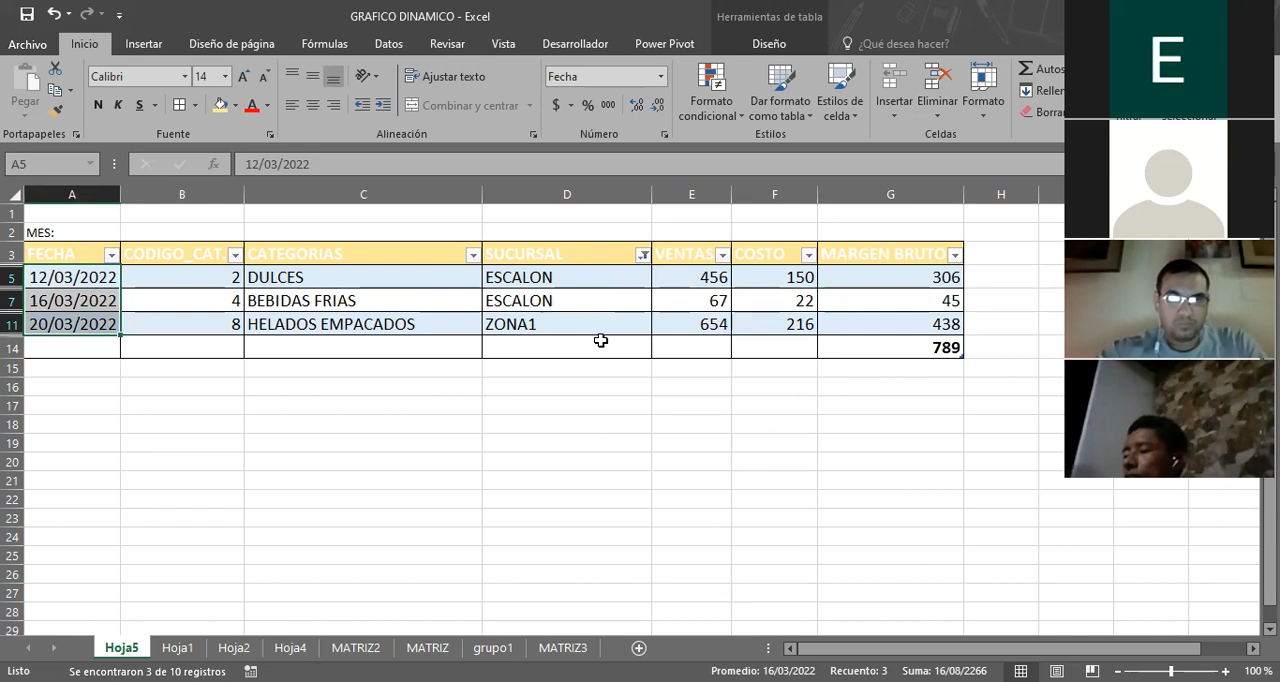 GRAFICO DINAMICO - Excel
Herramientas de tabla
Archivo Inicio Insertar Diseño de página Fórmulas Datos Revisar Vista Desarrollador Power Pivot Diseño ¿Qué desea hacer?
Pegar
Calibri 14
N K S
Ajustar texto
Combinar y centrar
Fecha
$ % 000
Formato condicional
Dar formato como tabla
Estilos de celda
Insertar Eliminar Formato
Autos
Rellen
Borra
Portapapeles Fuente Alineación Número Estilos Celdas
A5 fx 12/03/2022
A B C D E F G H
1
2 MES:
3 FECHA CODIGO_CAT. CATEGORIAS SUCURSAL VENTAS COSTO MARGEN BRUTO
5 12/03/2022 2 DULCES ESCALON 456 150 306
7 16/03/2022 4 BEBIDAS FRIAS ESCALON 67 22 45
11 20/03/2022 8 HELADOS EMPACADOS ZONA1 654 216 438
14 789
15
16
17
18
19
20
21
22
23
24
25
26
27
28
29
E
Hoja5 Hoja1 Hoja2 Hoja4 MATRIZ2 MATRIZ grupo1 MATRIZ3
Listo Se encontraron 3 de 10 registros Promedio: 16/03/2022 Recuento: 3 Suma: 16/08/2266 100 %